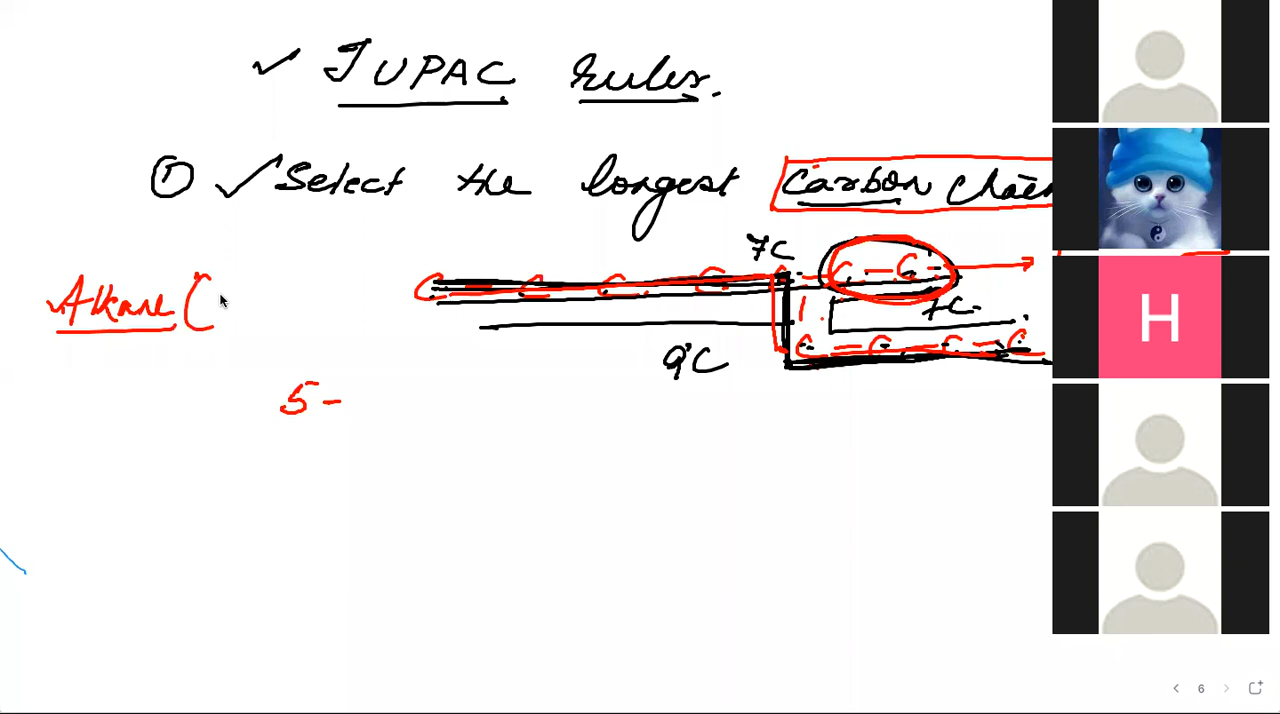 ✓ IUPAC rules.
① ✓ Select the longest carbon chain
7C
C C C C C - C - C -
Alkane (
7C-
C - C - C - C
9C
5-
H
6